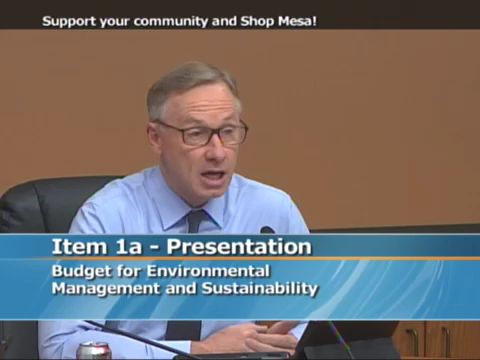 Support your community and Shop Mesa!
Item 1a - Presentation
Budget for Environmental
Management and Sustainability